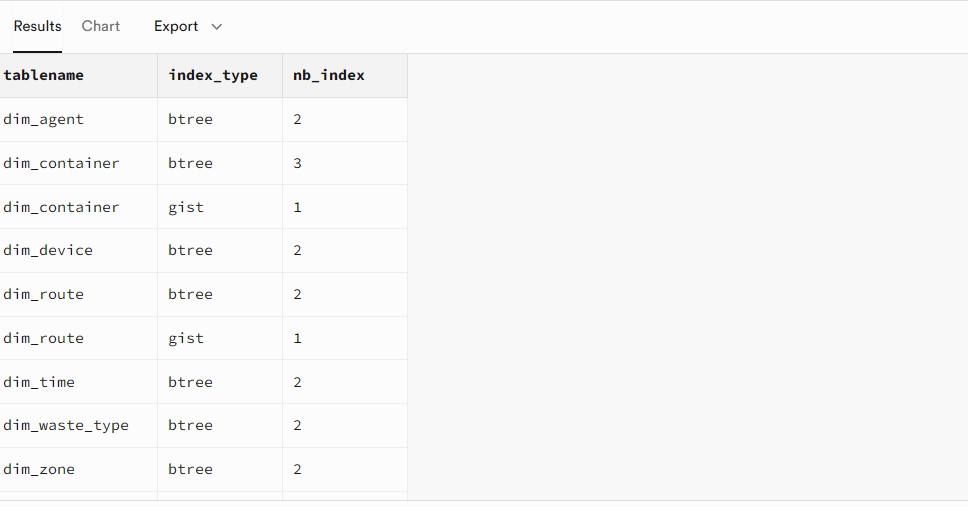 Results Chart Export
tablename index_type nb_index
dim_agent btree 2
dim_container btree 3
dim_container gist 1
dim_device btree 2
dim_route btree 2
dim_route gist 1
dim_time btree 2
dim_waste_type btree 2
dim_zone btree 2